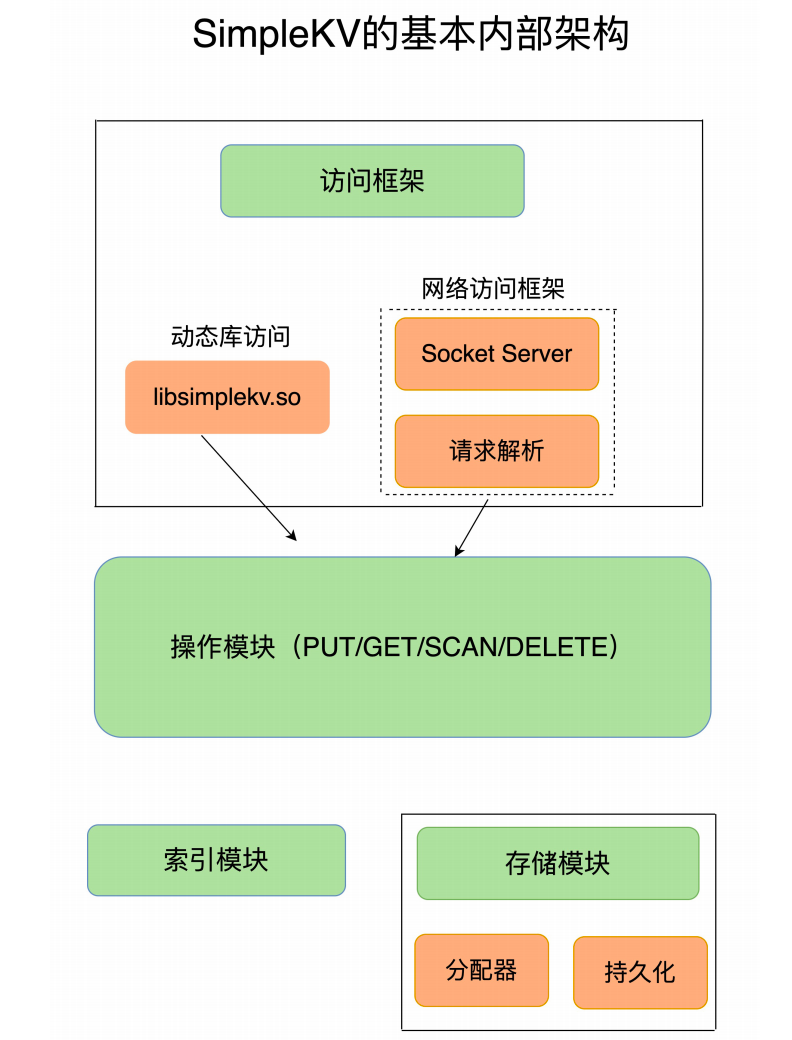 SimpleKV的基本内部架构
访问框架
网络访问框架
动态库访问
Socket Server
libsimplekv.so
请求解析
操作模块（PUT/GET/SCAN/DELETE）
索引模块
存储模块
分配器
持久化